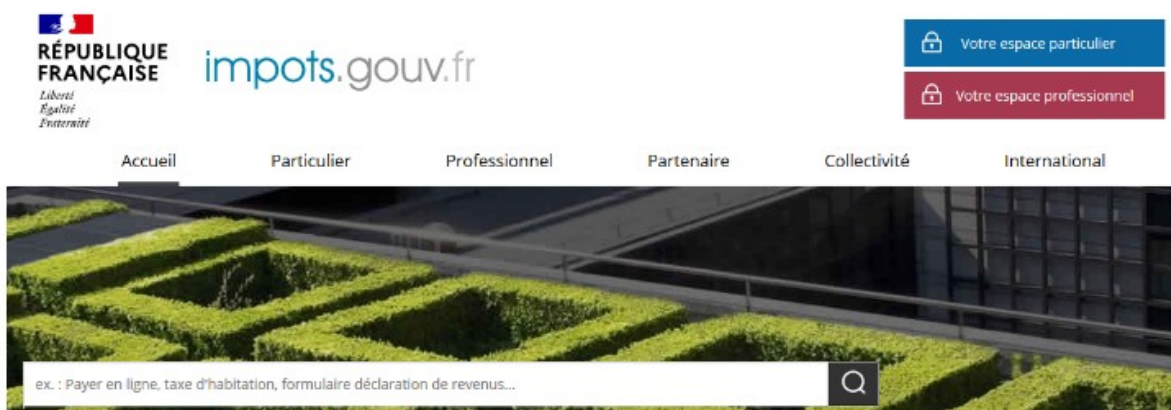 RÉPUBLIQUE
FRANÇAISE
Liberté
Égalité
Fraternité
impots.gouv.fr
Votre espace particulier
Votre espace professionnel
Accueil Particulier Professionnel Partenaire Collectivité International
ex. : Payer en ligne, taxe d'habitation, formulaire déclaration de revenus...